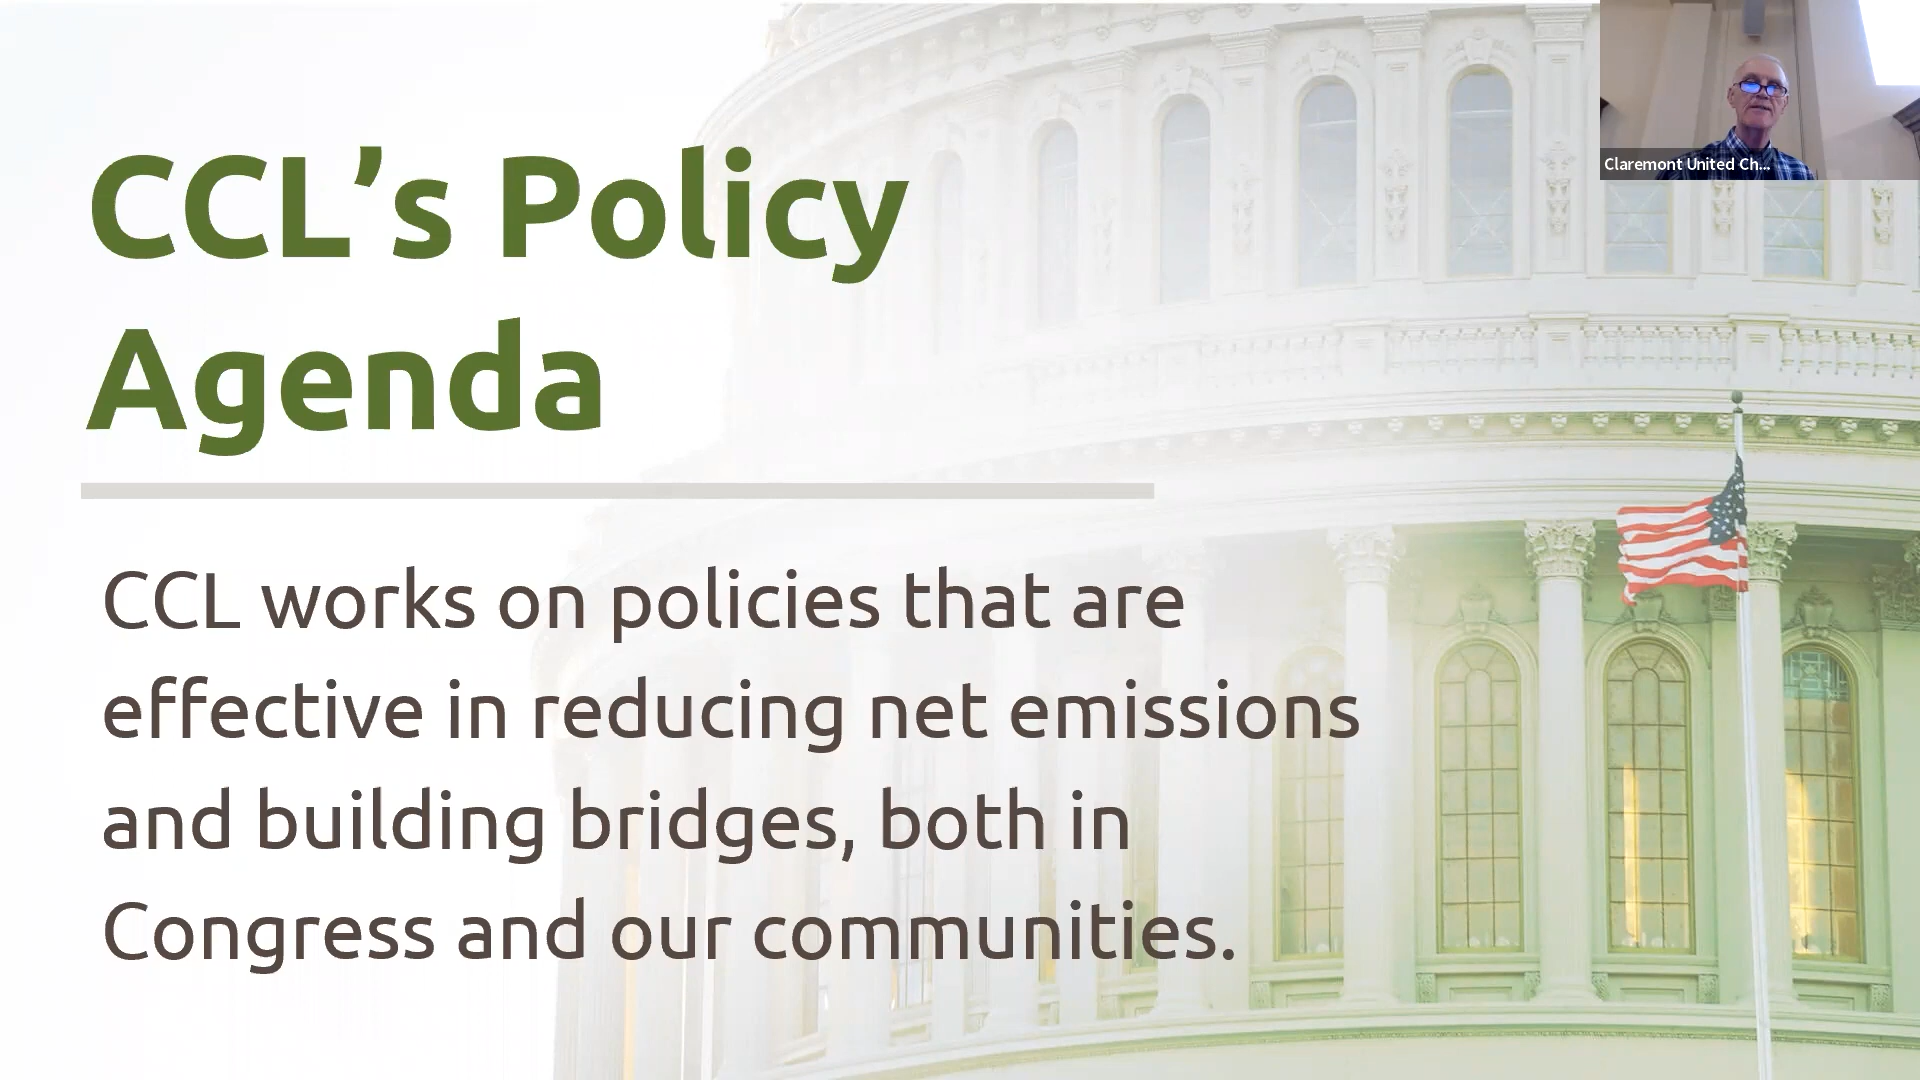 CCL’s Policy
Agenda
CCL works on policies that are
effective in reducing net emissions
and building bridges, both in
Congress and our communities.
Claremont United Ch...